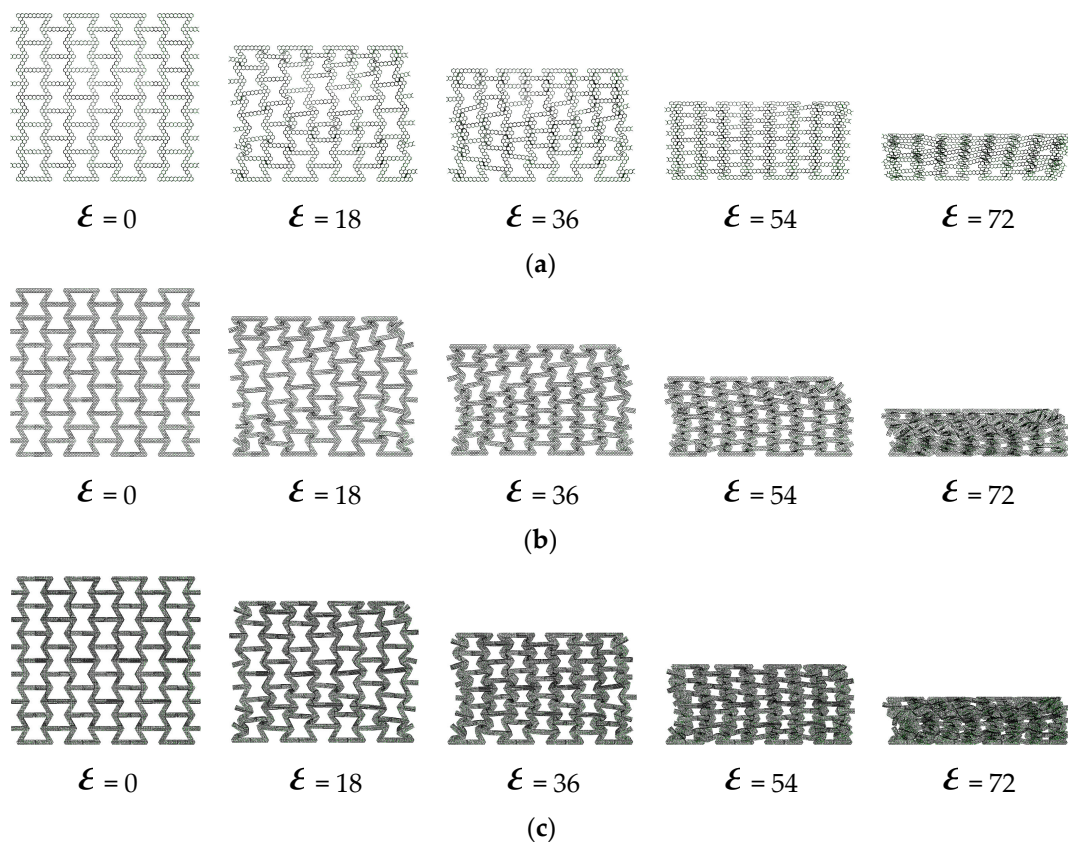 ε = 0 ε = 18 ε = 36 ε = 54 ε = 72
(a)
ε = 0 ε = 18 ε = 36 ε = 54 ε = 72
(b)
ε = 0 ε = 18 ε = 36 ε = 54 ε = 72
(c)